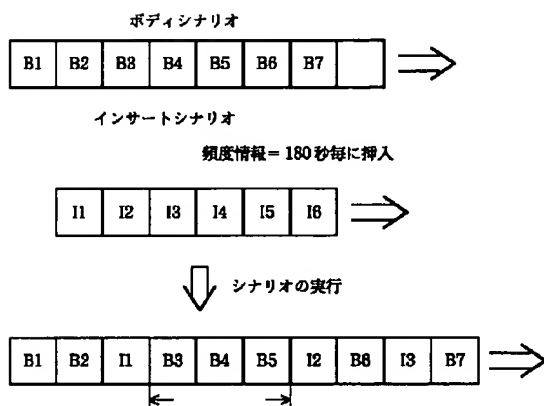 ボディシナリオ
B1 B2 B3 B4 B5 B6 B7
インサートシナリオ
頻度情報=180秒毎に挿入
I1 I2 I3 I4 I5 I6
シナリオの実行
B1 B2 I1 B3 B4 B5 I2 B6 I3 B7